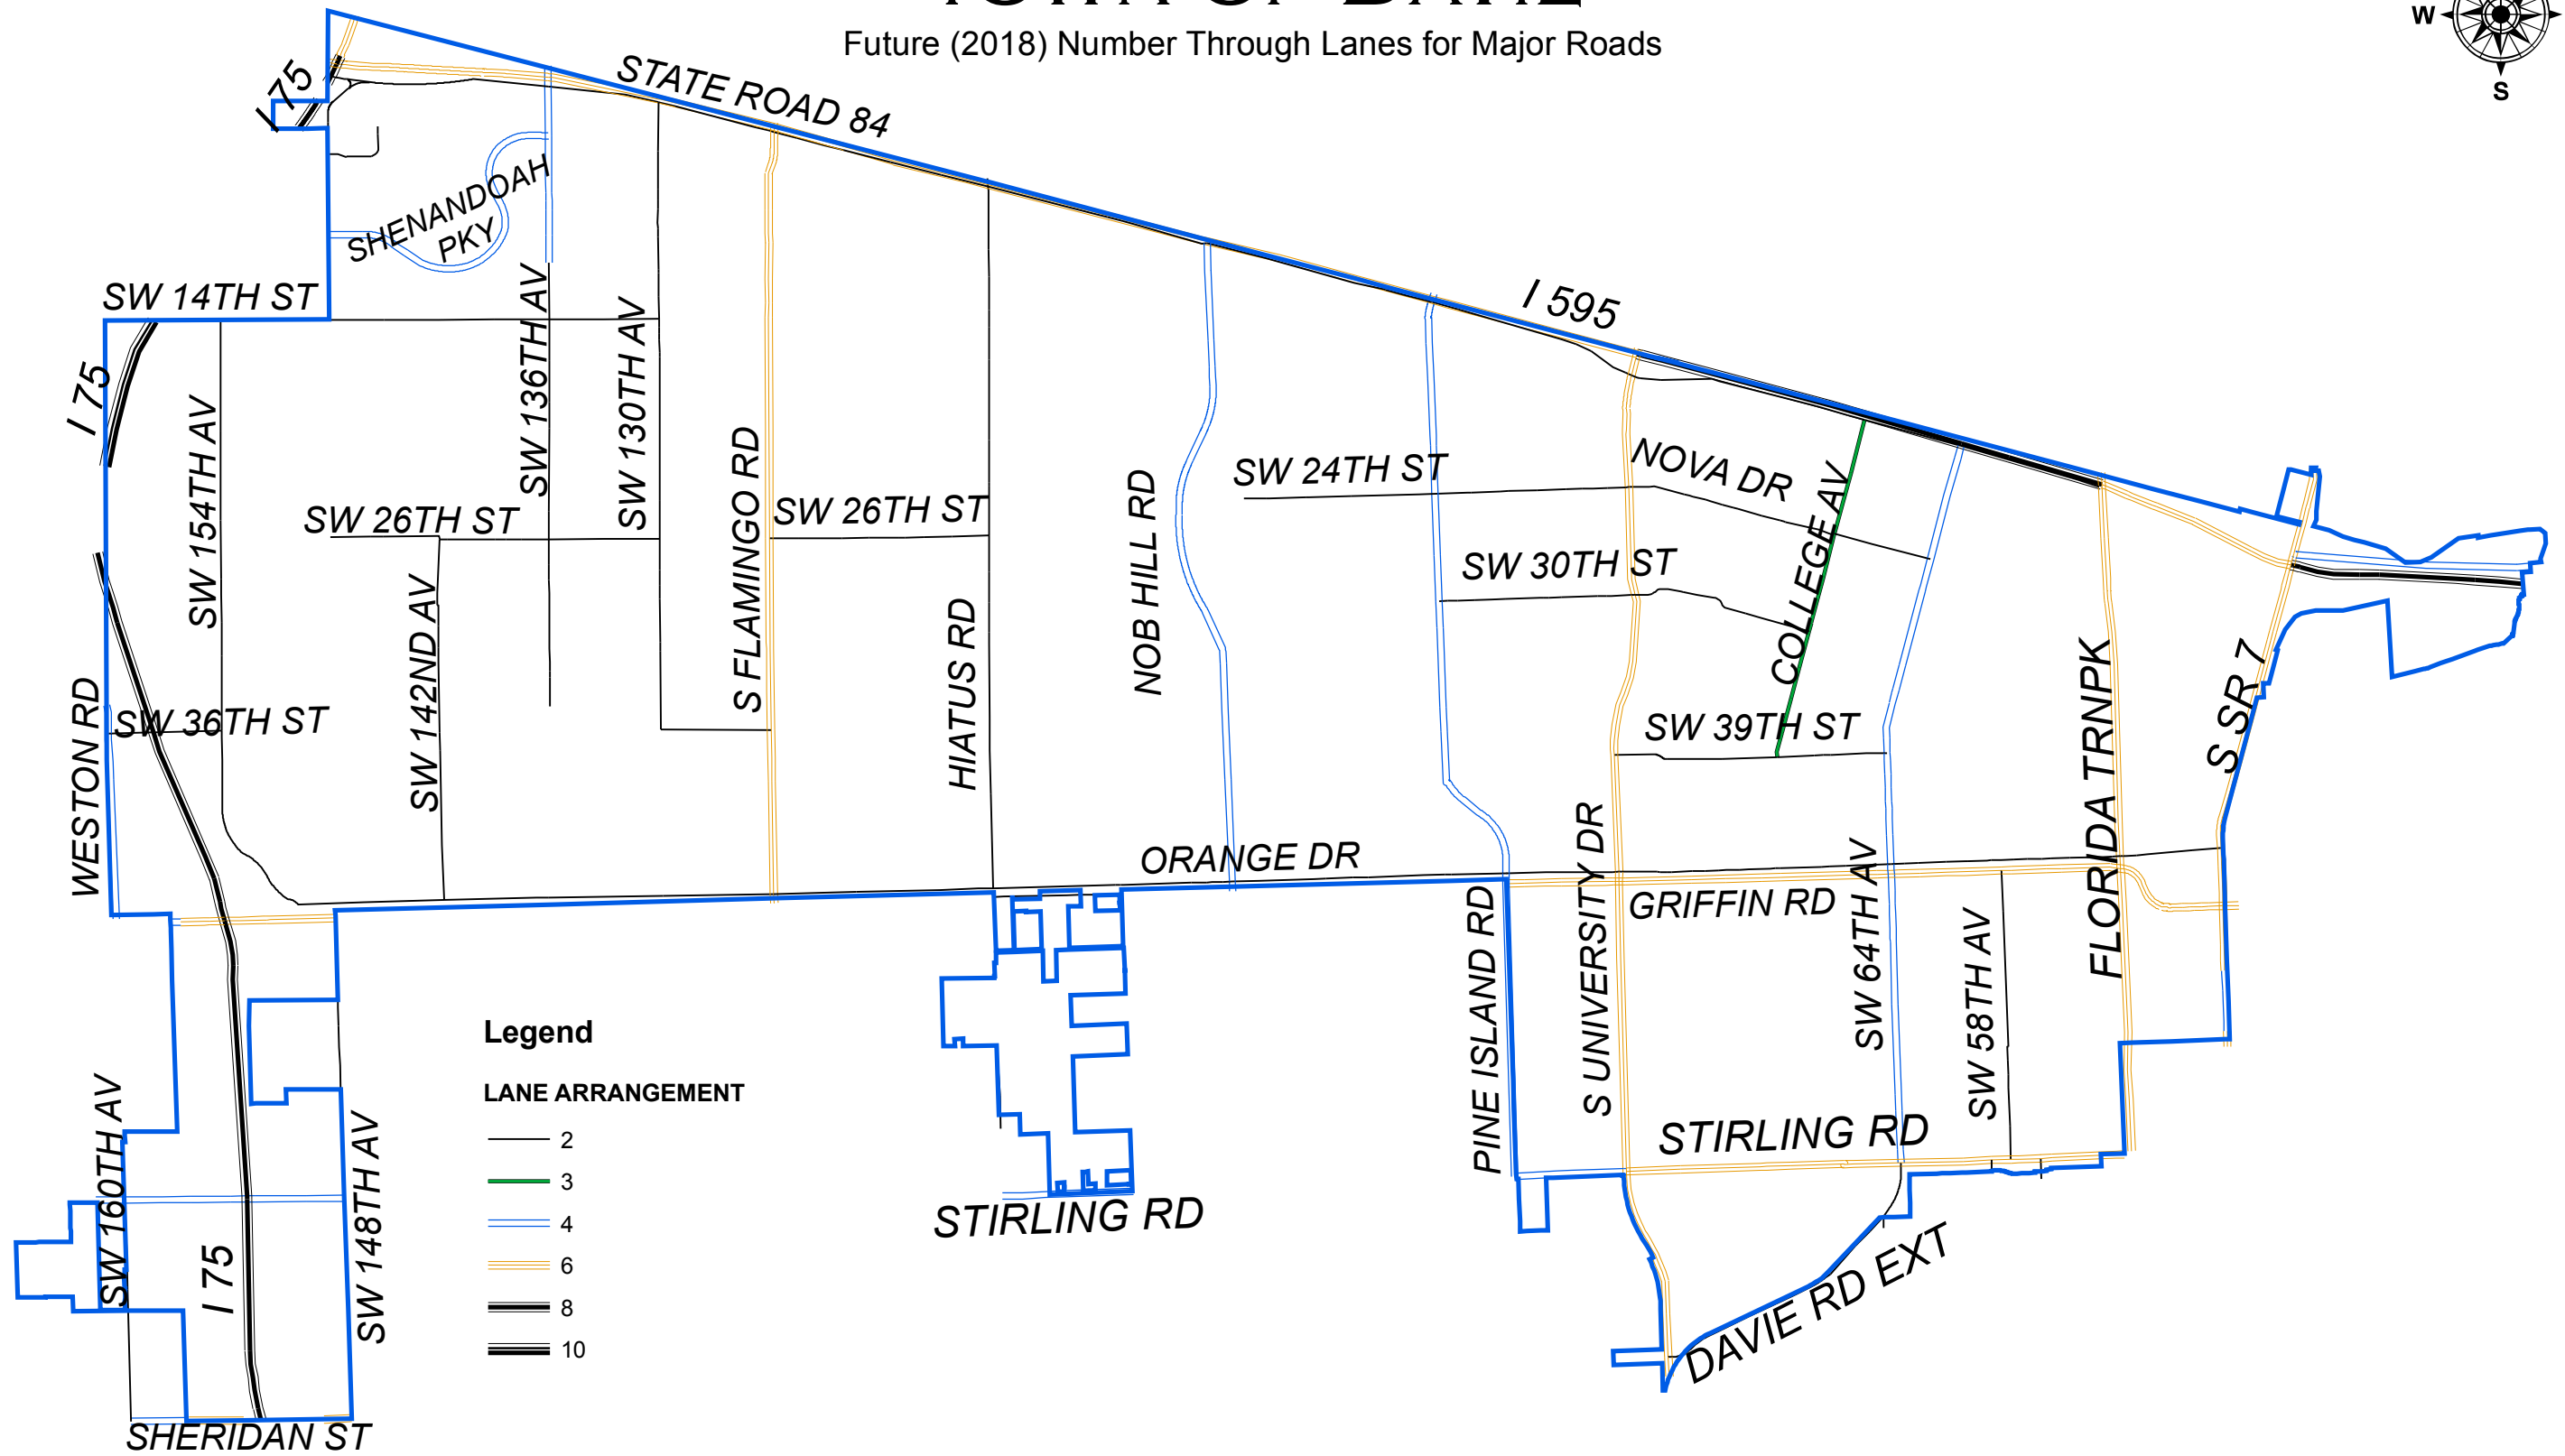 Future (2018) Number Through Lanes for Major Roads
W
S
I 75
STATE ROAD 84
SHENANDOAH
PKY
SW 14TH ST
I 595
I 75
SW 154TH AV
SW 136TH AV
SW 130TH AV
S FLAMINGO RD
SW 26TH ST
SW 26TH ST
SW 142ND AV
HIATUS RD
NOB HILL RD
SW 24TH ST
NOVA DR
SW 30TH ST
COLLEGE AV
SW 39TH ST
FLORIDA TRNPK
S SR 7
WESTON RD
SW 36TH ST
ORANGE DR
GRIFFIN RD
PINE ISLAND RD
S UNIVERSITY DR
SW 64TH AV
SW 58TH AV
STIRLING RD
STIRLING RD
DAVIE RD EXT
SW 160TH AV
I 75
SW 148TH AV
SHERIDAN ST
Legend
LANE ARRANGEMENT
2
3
4
6
8
10